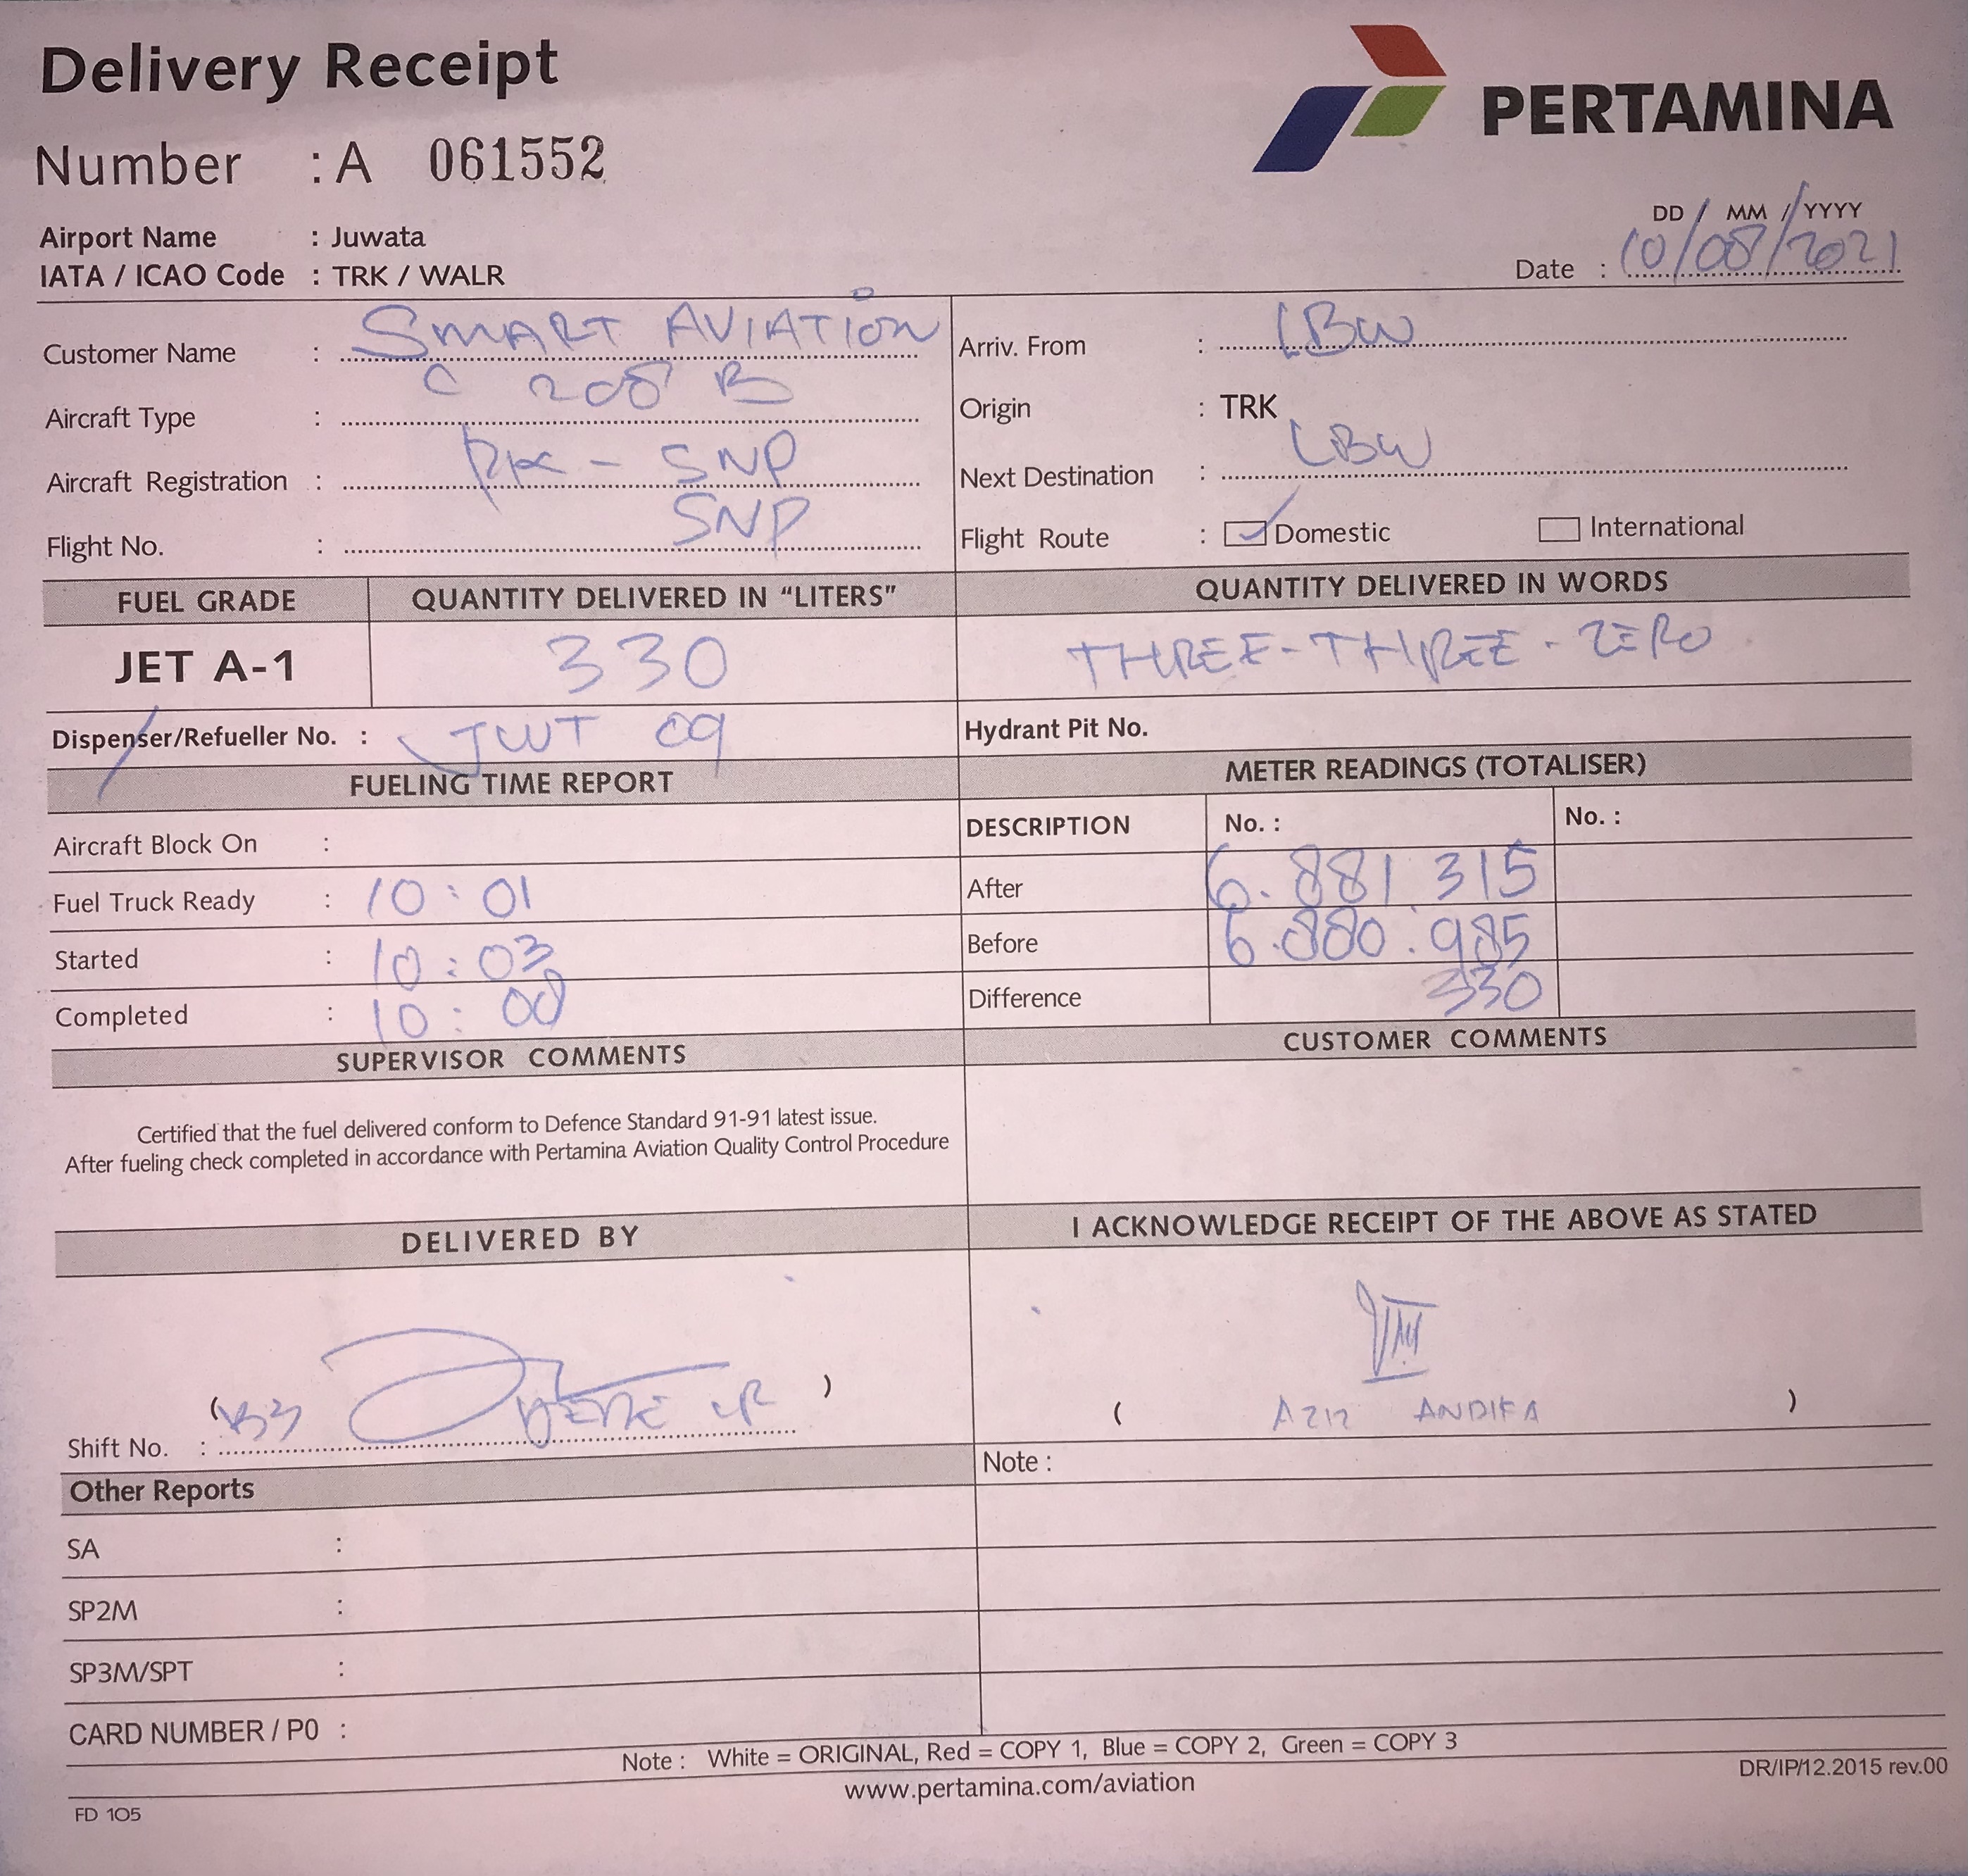 Delivery Receipt
PERTAMINA
Number : A 061552
Airport Name : Juwata
IATA / ICAO Code : TRK / WALR
DD / MM / YYYY
Date : 10/08/2021
Customer Name : SMART AVIATION
Arriv. From : LBW
Aircraft Type : C 208 B
Origin : TRK
Aircraft Registration : PK - SNP
Next Destination : LBW
Flight No. : SNP
Flight Route : Domestic International
FUEL GRADE QUANTITY DELIVERED IN “LITERS” QUANTITY DELIVERED IN WORDS
JET A-1 330 THREE-THREE-ZERO
Dispenser/Refueller No. : JWT 09
Hydrant Pit No.
FUELING TIME REPORT
METER READINGS (TOTALISER)
DESCRIPTION No. : No. :
Aircraft Block On :
Fuel Truck Ready : 10:01
After 6.881.315
Started : 10:03
Before 6.880.985
Completed : 10:08
Difference 330
SUPERVISOR COMMENTS
CUSTOMER COMMENTS
Certified that the fuel delivered conform to Defence Standard 91-91 latest issue.
After fueling check completed in accordance with Pertamina Aviation Quality Control Procedure
DELIVERED BY
I ACKNOWLEDGE RECEIPT OF THE ABOVE AS STATED
( )
( AZIZ ANDIKA )
Shift No. :
Note :
Other Reports
SA :
SP2M :
SP3M/SPT :
CARD NUMBER / PO :
Note : White = ORIGINAL, Red = COPY 1, Blue = COPY 2, Green = COPY 3
www.pertamina.com/aviation
DR/IP/12.2015 rev.00
FD 105